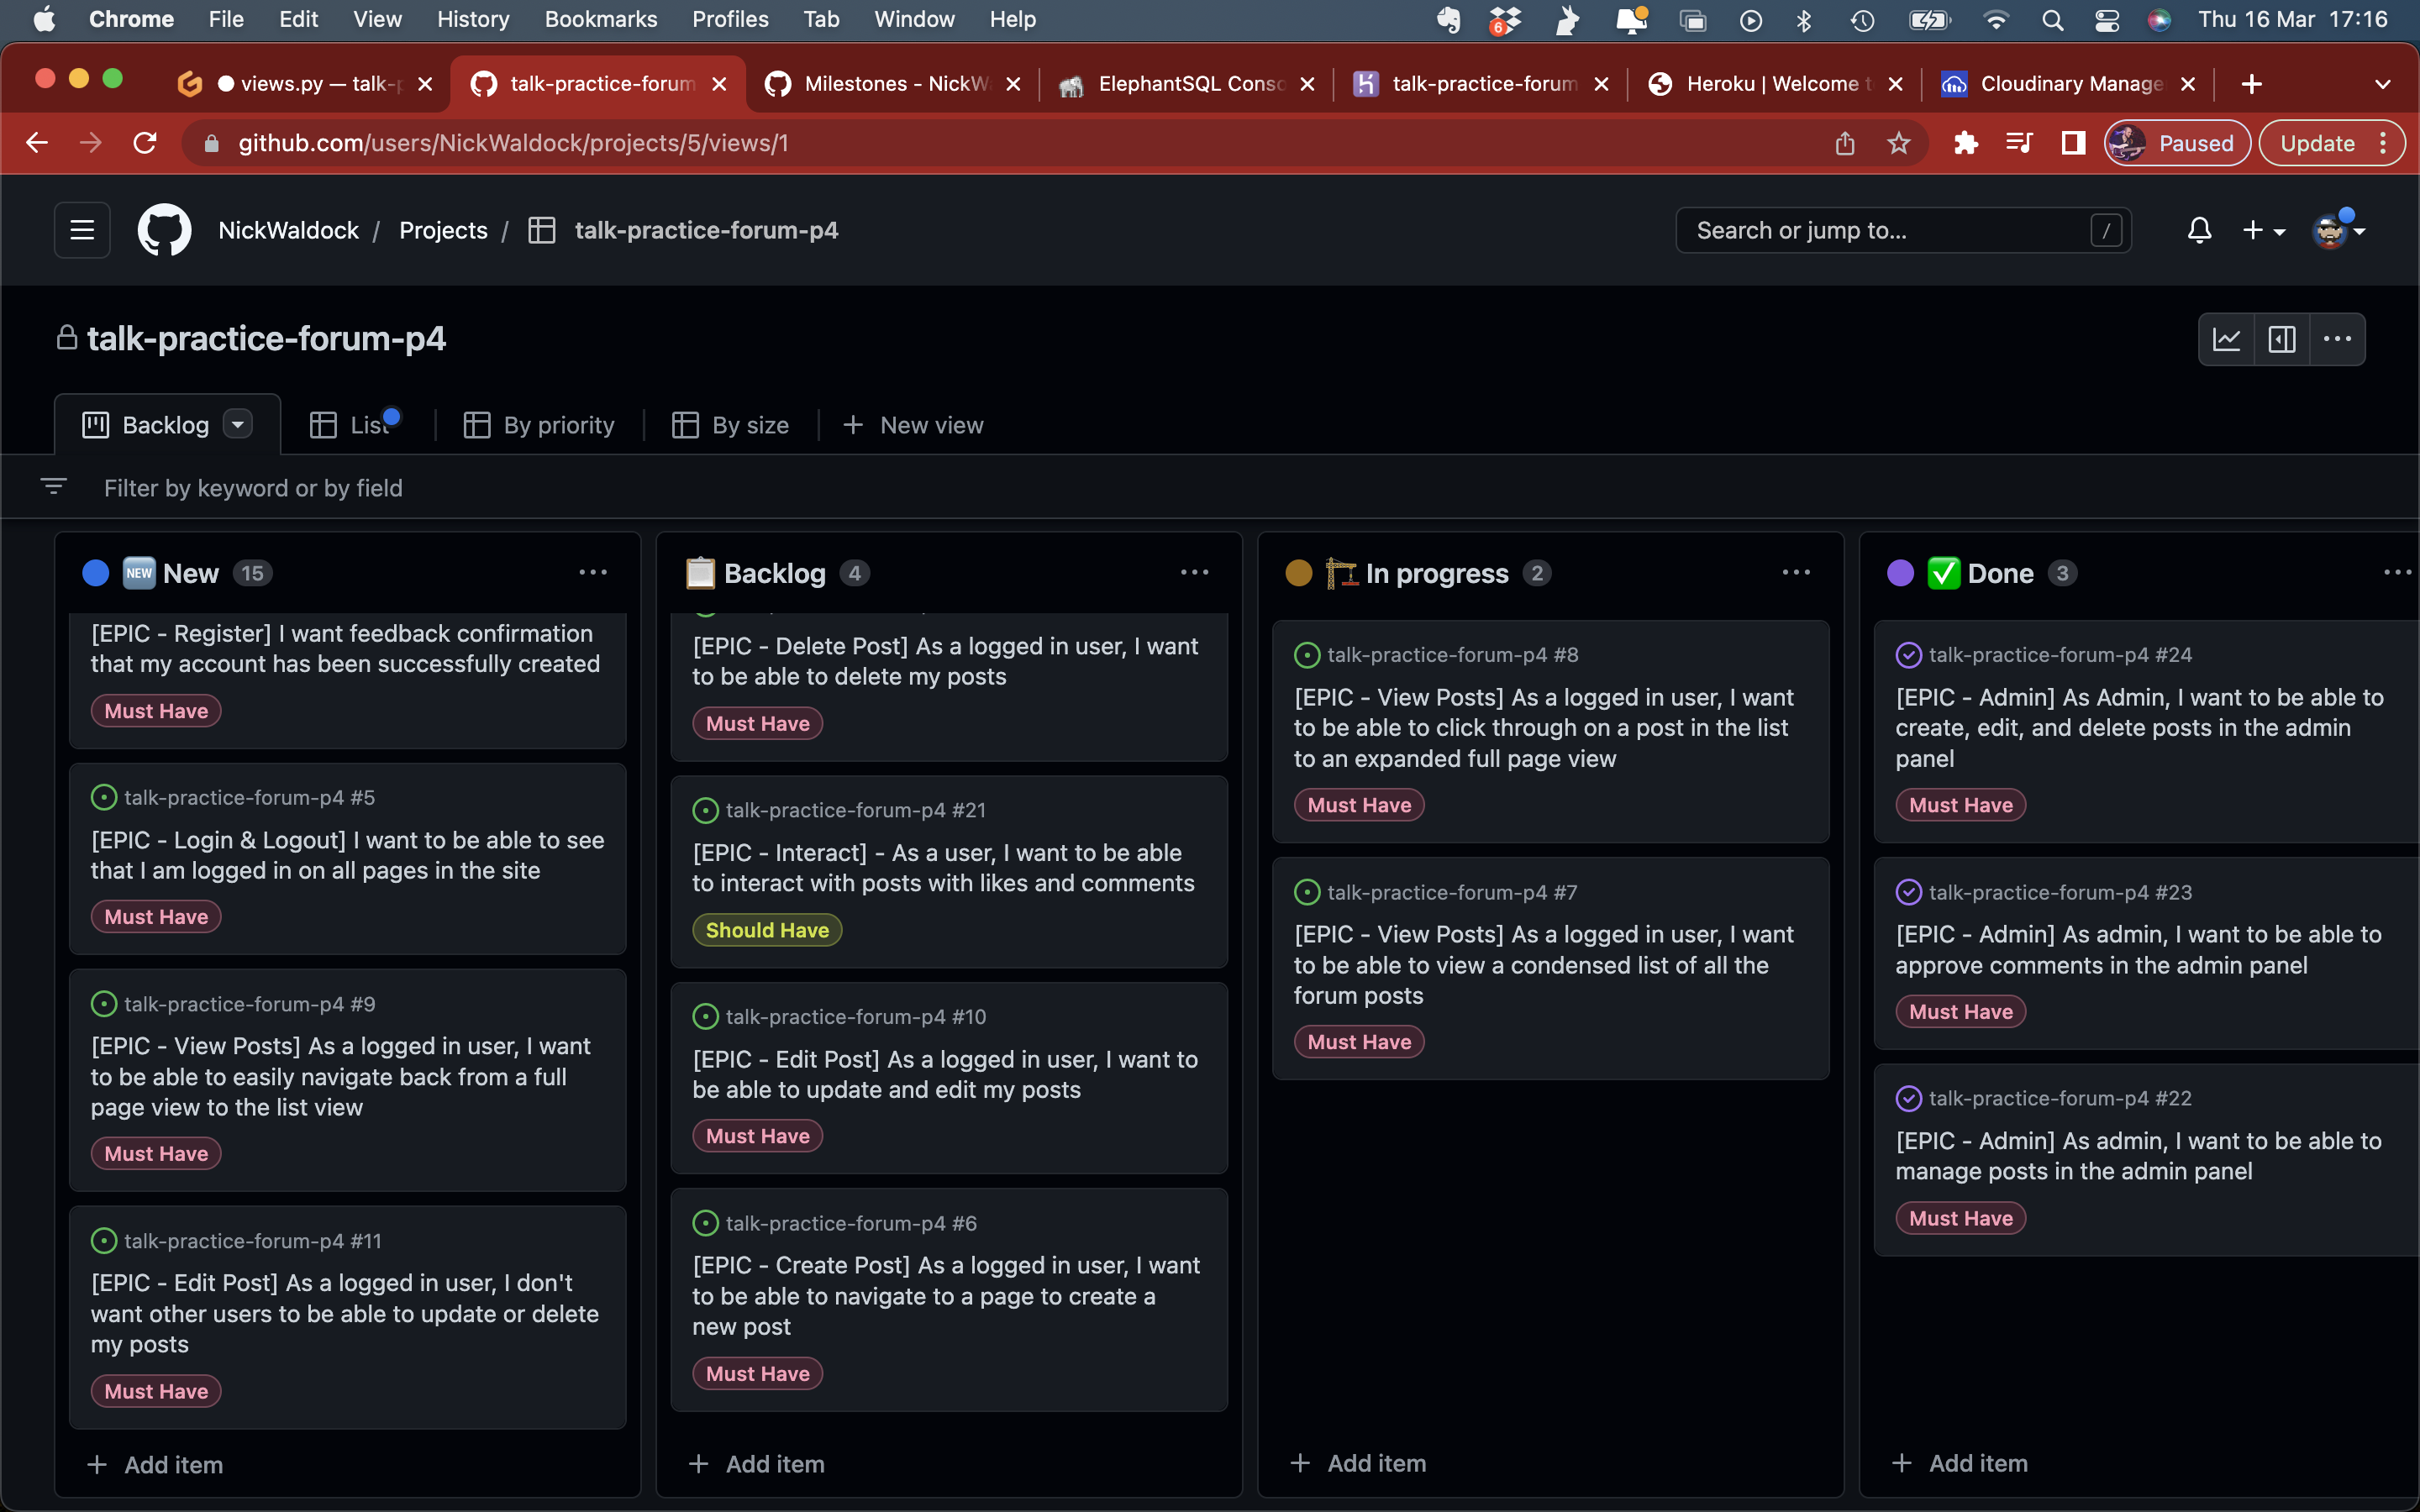 Chrome File Edit View History Bookmarks Profiles Tab Window Help 6 Thu 16 Mar 17:16
views.py — talk-p talk-practice-forum Milestones - NickW ElephantSQL Conso talk-practice-forum Heroku | Welcome t Cloudinary Manage
github.com/users/NickWaldock/projects/5/views/1 Paused Update
NickWaldock / Projects / talk-practice-forum-p4 Search or jump to... /
talk-practice-forum-p4
Backlog List By priority By size + New view
Filter by keyword or by field
NEW New 15
[EPIC - Register] I want feedback confirmation
that my account has been successfully created
Must Have
talk-practice-forum-p4 #5
[EPIC - Login & Logout] I want to be able to see
that I am logged in on all pages in the site
Must Have
talk-practice-forum-p4 #9
[EPIC - View Posts] As a logged in user, I want
to be able to easily navigate back from a full
page view to the list view
Must Have
talk-practice-forum-p4 #11
[EPIC - Edit Post] As a logged in user, I don't
want other users to be able to update or delete
my posts
Must Have
+ Add item
Backlog 4
[EPIC - Delete Post] As a logged in user, I want
to be able to delete my posts
Must Have
talk-practice-forum-p4 #21
[EPIC - Interact] - As a user, I want to be able
to interact with posts with likes and comments
Should Have
talk-practice-forum-p4 #10
[EPIC - Edit Post] As a logged in user, I want to
be able to update and edit my posts
Must Have
talk-practice-forum-p4 #6
[EPIC - Create Post] As a logged in user, I want
to be able to navigate to a page to create a
new post
Must Have
+ Add item
In progress 2
talk-practice-forum-p4 #8
[EPIC - View Posts] As a logged in user, I want
to be able to click through on a post in the list
to an expanded full page view
Must Have
talk-practice-forum-p4 #7
[EPIC - View Posts] As a logged in user, I want
to be able to view a condensed list of all the
forum posts
Must Have
+ Add item
Done 3
talk-practice-forum-p4 #24
[EPIC - Admin] As Admin, I want to be able to
create, edit, and delete posts in the admin
panel
Must Have
talk-practice-forum-p4 #23
[EPIC - Admin] As admin, I want to be able to
approve comments in the admin panel
Must Have
talk-practice-forum-p4 #22
[EPIC - Admin] As admin, I want to be able to
manage posts in the admin panel
Must Have
+ Add item